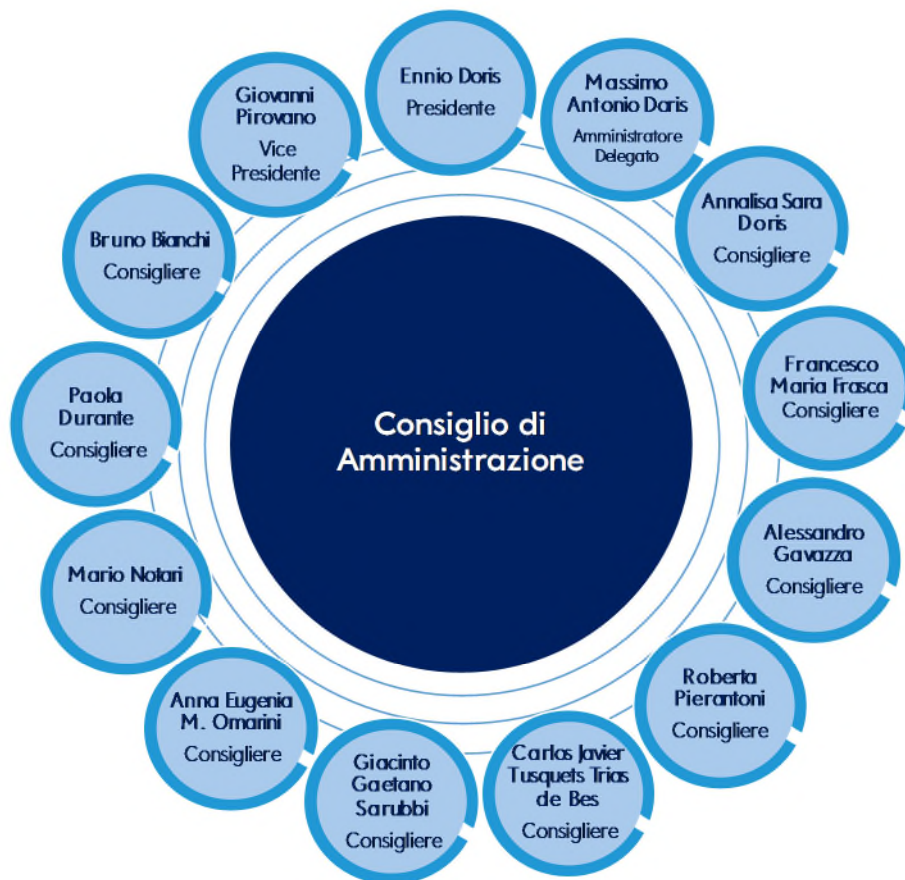 Ennio Doris
Presidente
Massimo
Antonio Doris
Amministratore
Delegato
Annalisa Sara
Doris
Consigliere
Francesco
Maria Frasca
Consigliere
Alessandro
Gavazza
Consigliere
Roberta
Pierantoni
Consigliere
Carlos Javier
Tusquets Trias
de Bes
Consigliere
Giacinto
Gaetano
Sarubbi
Consigliere
Anna Eugenia
M. Omarini
Consigliere
Mario Notari
Consigliere
Paola
Durante
Consigliere
Bruno Bianchi
Consigliere
Giovanni
Pirovano
Vice
Presidente
Consiglio di
Amministrazione